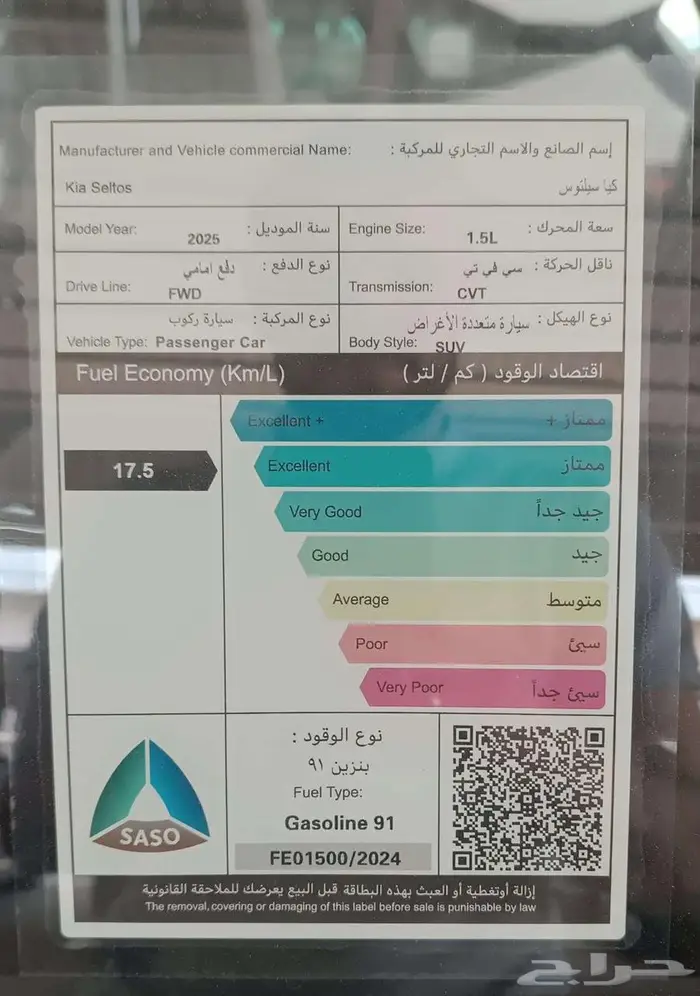 Manufacturer and Vehicle commercial Name: إسم الصانع والاسم التجاري للمركبة :
Kia Seltos كيا سيلتوس
Model Year: 2025 سنة الموديل :
Engine Size: 1.5L سعة المحرك :
نوع الدفع : دفع امامي
Drive Line: FWD
ناقل الحركة : سي في تي
Transmission: CVT
نوع المركبة : سيارة ركوب
Vehicle Type: Passenger Car
نوع الهيكل : سيارة متعددة الأغراض
Body Style: SUV
Fuel Economy (Km/L) اقتصاد الوقود ( كم / لتر )
Excellent + ممتاز +
17.5
Excellent ممتاز
Very Good جيد جداً
Good جيد
Average متوسط
Poor سيئ
Very Poor سيئ جداً
SASO
نوع الوقود :
بنزين ٩١
Fuel Type:
Gasoline 91
FE01500/2024
إزالة أوتغطية أو العبث بهذه البطاقة قبل البيع يعرضك للملاحقة القانونية
The removal, covering or damaging of this label before sale is punishable by law
حراج